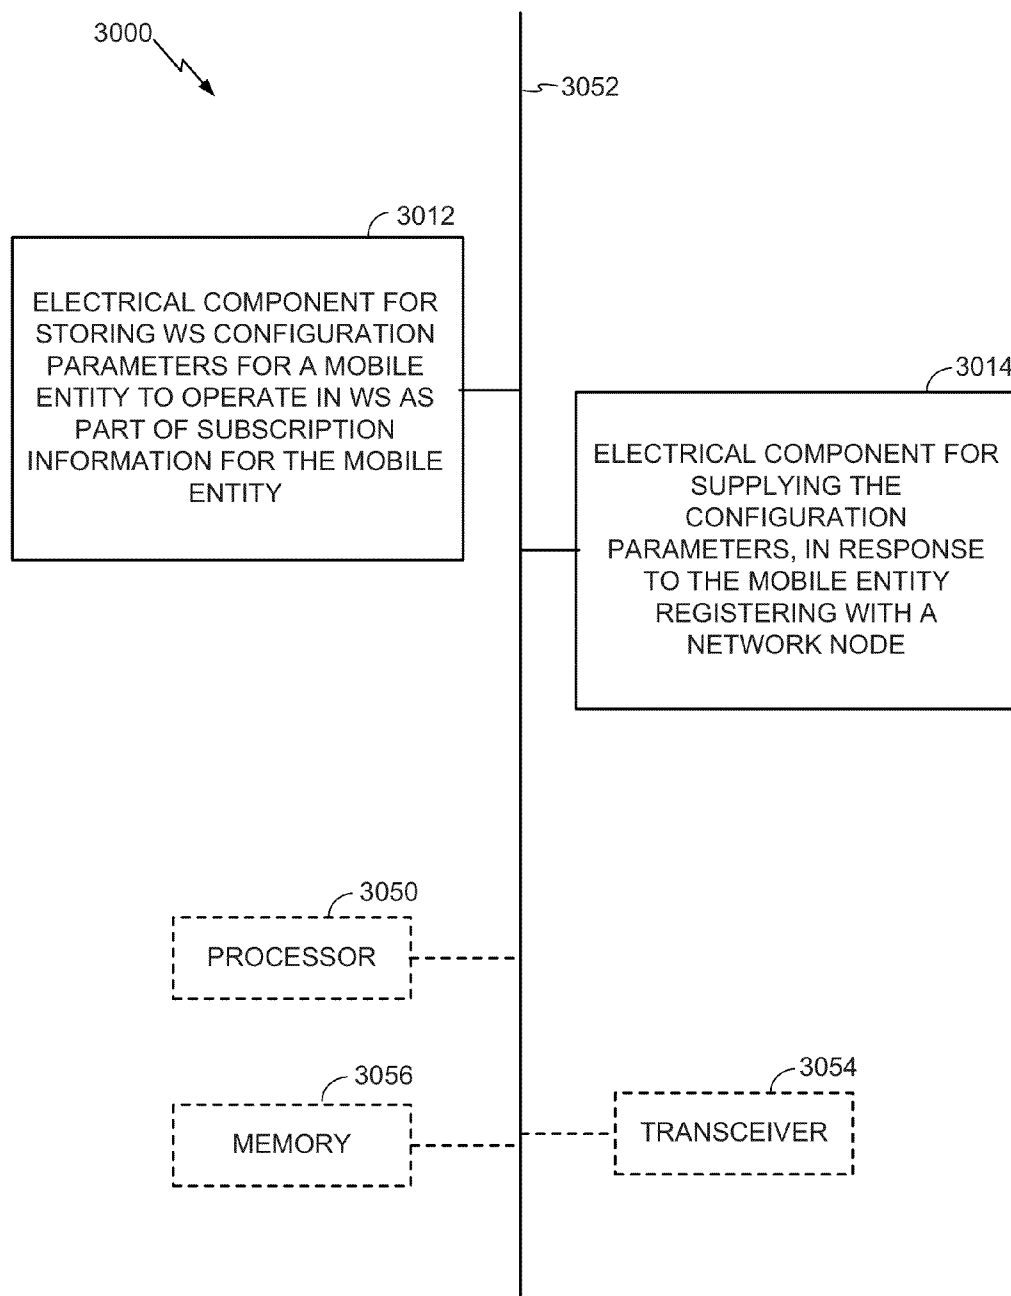 3000
3052
3012
ELECTRICAL COMPONENT FOR
STORING WS CONFIGURATION
PARAMETERS FOR A MOBILE
ENTITY TO OPERATE IN WS AS
PART OF SUBSCRIPTION
INFORMATION FOR THE MOBILE
ENTITY
3014
ELECTRICAL COMPONENT FOR
SUPPLYING THE
CONFIGURATION
PARAMETERS, IN RESPONSE
TO THE MOBILE ENTITY
REGISTERING WITH A
NETWORK NODE
3050
PROCESSOR
3056
MEMORY
3054
TRANSCEIVER